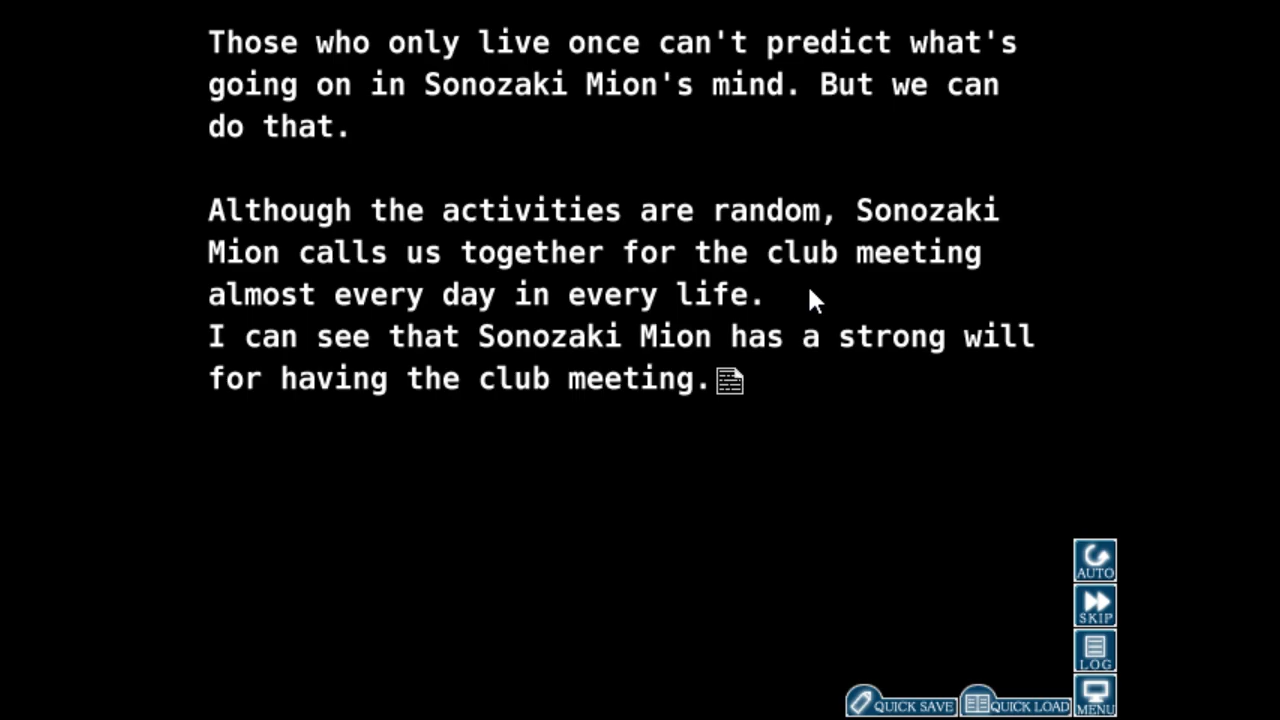 Those who only live once can't predict what's
going on in Sonozaki Mion's mind. But we can
do that.
Although the activities are random, Sonozaki
Mion calls us together for the club meeting
almost every day in every life.
I can see that Sonozaki Mion has a strong will
for having the club meeting.
AUTO
SKIP
LOG
QUICK SAVE
QUICK LOAD
MENU